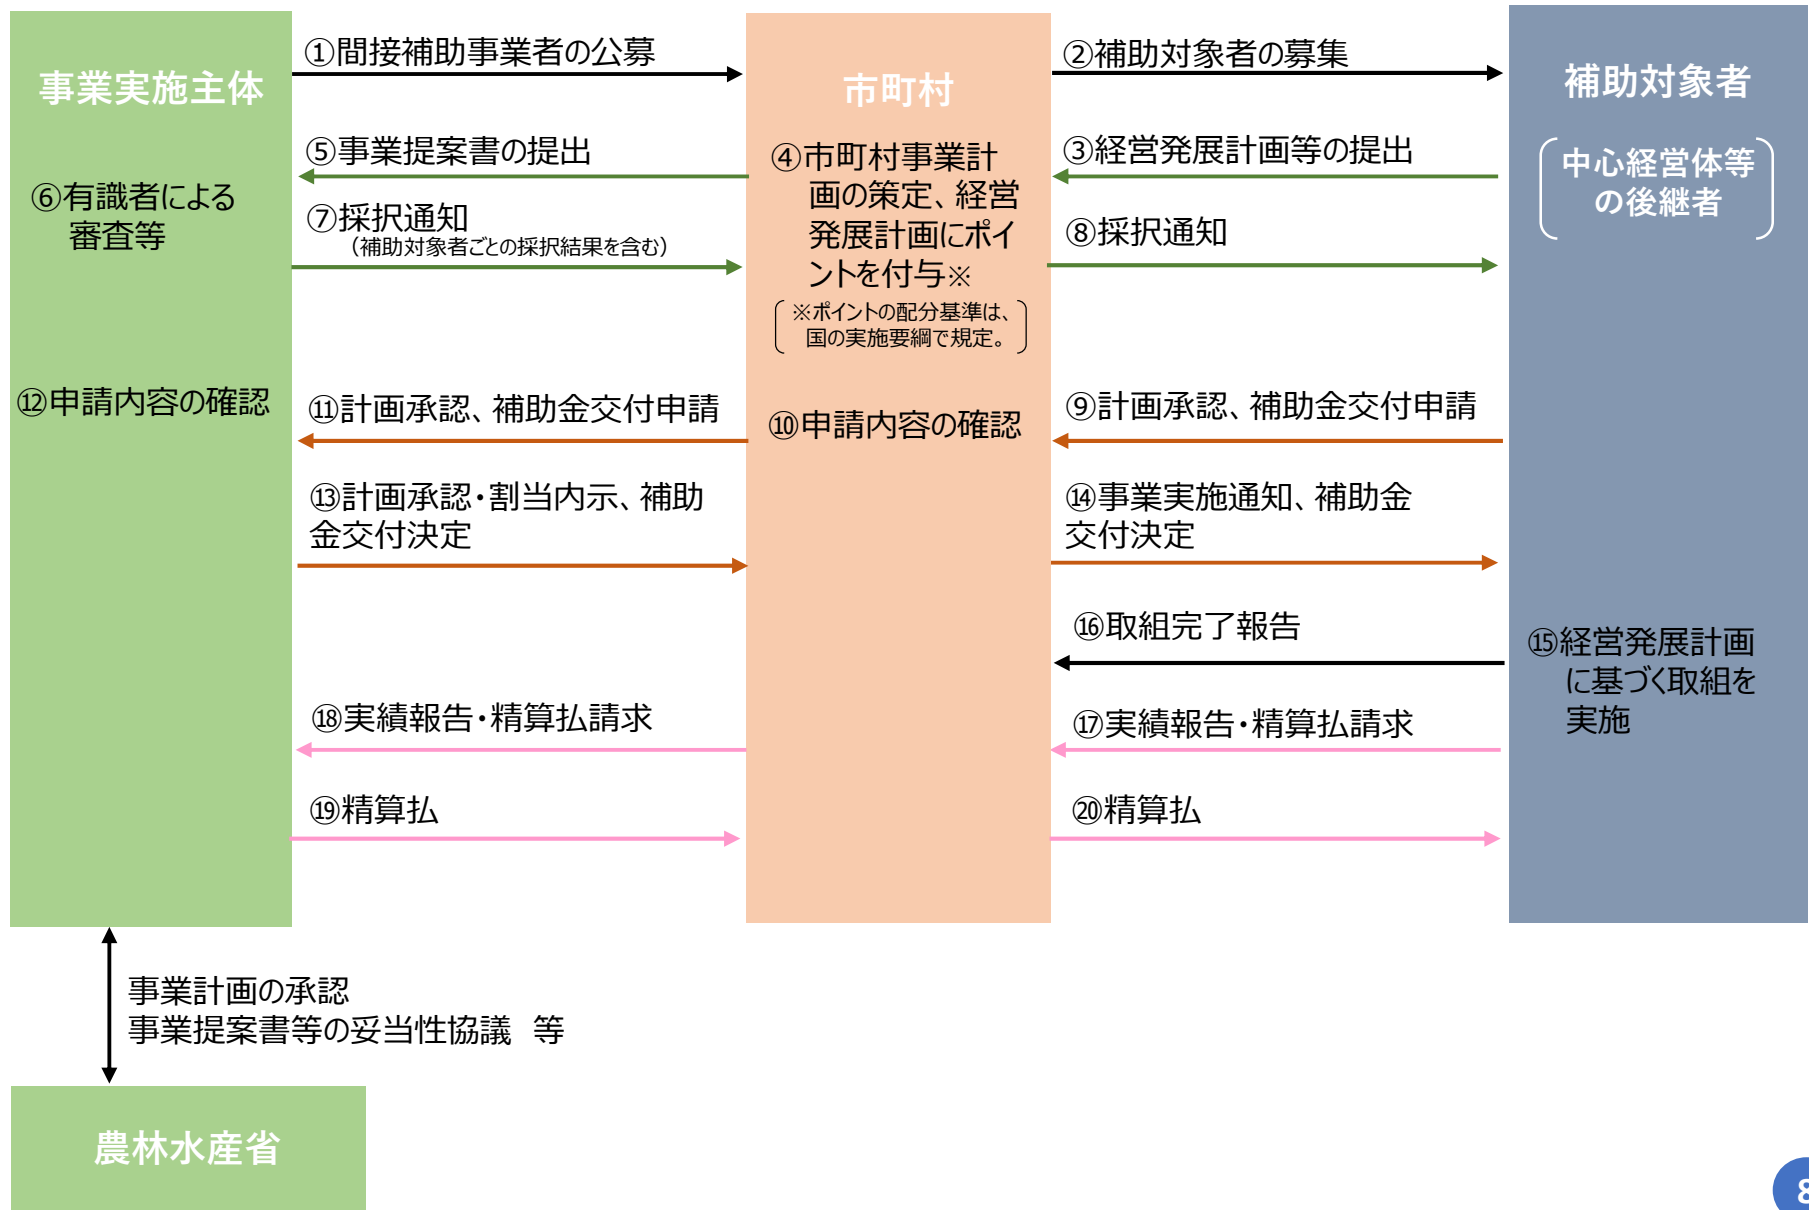 事業実施主体
①間接補助事業者の公募
市町村
②補助対象者の募集
補助対象者
中心経営体等
の後継者
⑤事業提案書の提出
④市町村事業計
画の策定、経営
発展計画にポイ
ントを付与※
※ポイントの配分基準は、
国の実施要綱で規定。
③経営発展計画等の提出
⑥有識者による
審査等
⑦採択通知
（補助対象者ごとの採択結果を含む）
⑧採択通知
⑫申請内容の確認
⑪計画承認、補助金交付申請
⑩申請内容の確認
⑨計画承認、補助金交付申請
⑬計画承認・割当内示、補助
金交付決定
⑭事業実施通知、補助金
交付決定
⑯取組完了報告
⑮経営発展計画
に基づく取組を
実施
⑱実績報告・精算払請求
⑰実績報告・精算払請求
⑲精算払
⑳精算払
事業計画の承認
事業提案書等の妥当性協議　等
農林水産省
8